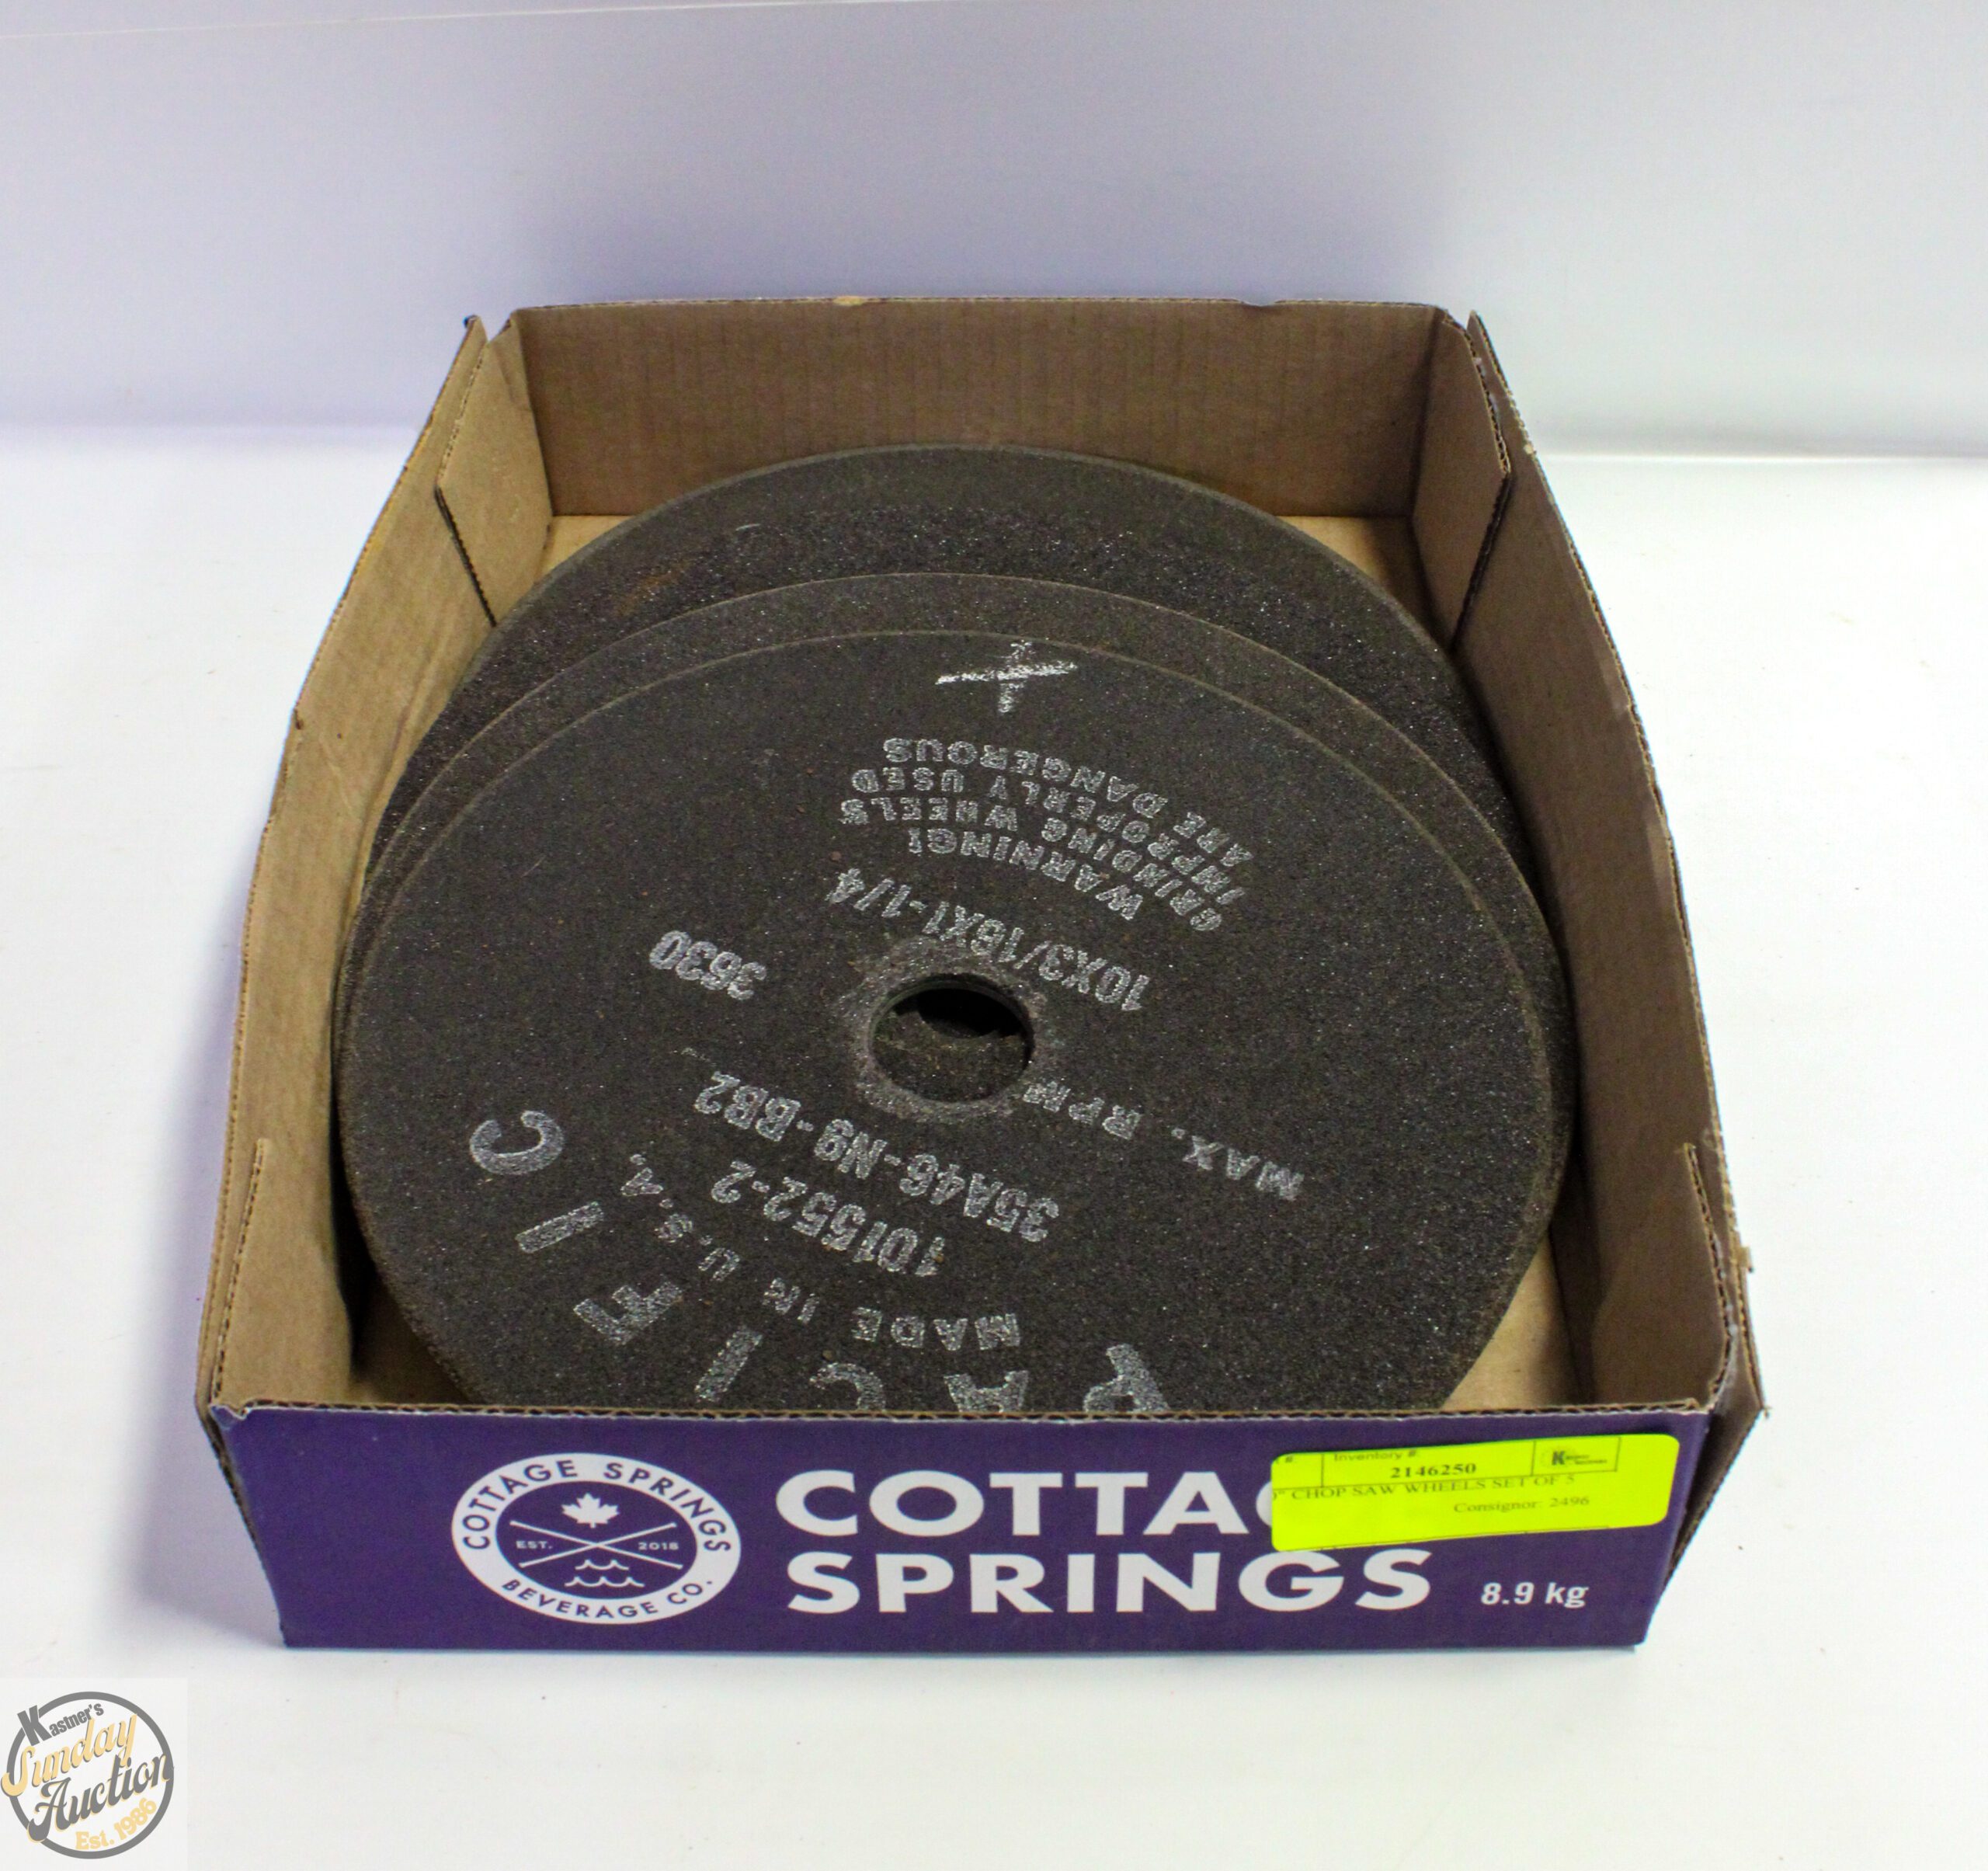 WARNING!
GRINDING WHEELS
IMPROPERLY USED
ARE DANGEROUS
10X3/16X1-1/4
MAX. RPM
3630
35A46-N9-BB2
101552-2
MADE IN U.S.A.
PACIFIC
COTTAG
SPRINGS
8.9 kg
COTTAGE SPRINGS
EST. 2018
BEVERAGE CO.
#
Inventory #
2146250
" CHOP SAW WHEELS SET OF 5
Consignor: 2496
Kastner's
Sunday
Auction
Est. 1986